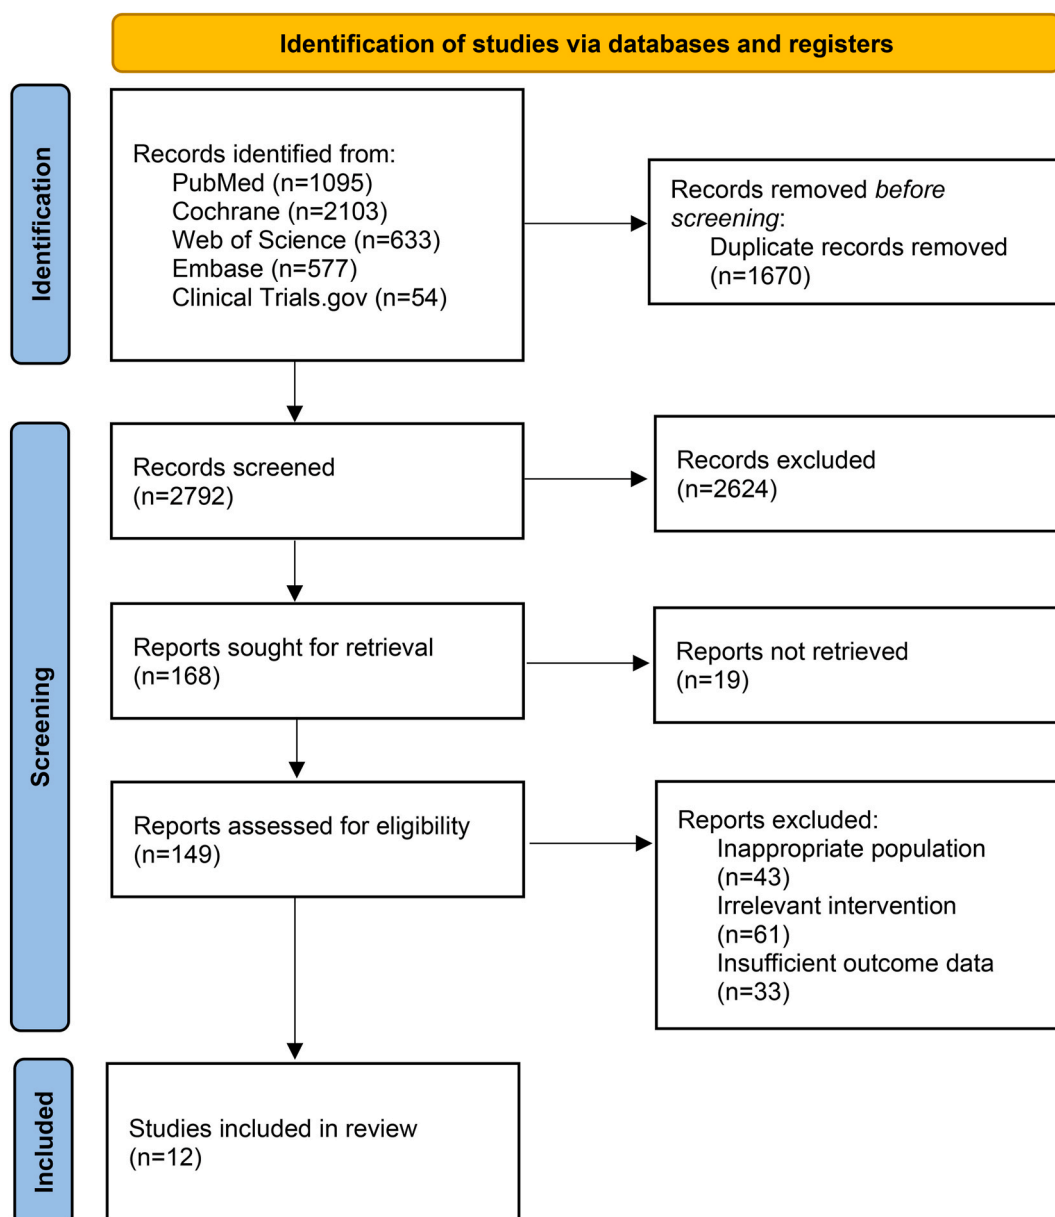 Identification of studies via databases and registers
Identification
Records identified from:
PubMed (n=1095)
Cochrane (n=2103)
Web of Science (n=633)
Embase (n=577)
Clinical Trials.gov (n=54)
Records removed before
screening:
Duplicate records removed
(n=1670)
Screening
Records screened
(n=2792)
Records excluded
(n=2624)
Reports sought for retrieval
(n=168)
Reports not retrieved
(n=19)
Reports assessed for eligibility
(n=149)
Reports excluded:
Inappropriate population
(n=43)
Irrelevant intervention
(n=61)
Insufficient outcome data
(n=33)
Included
Studies included in review
(n=12)